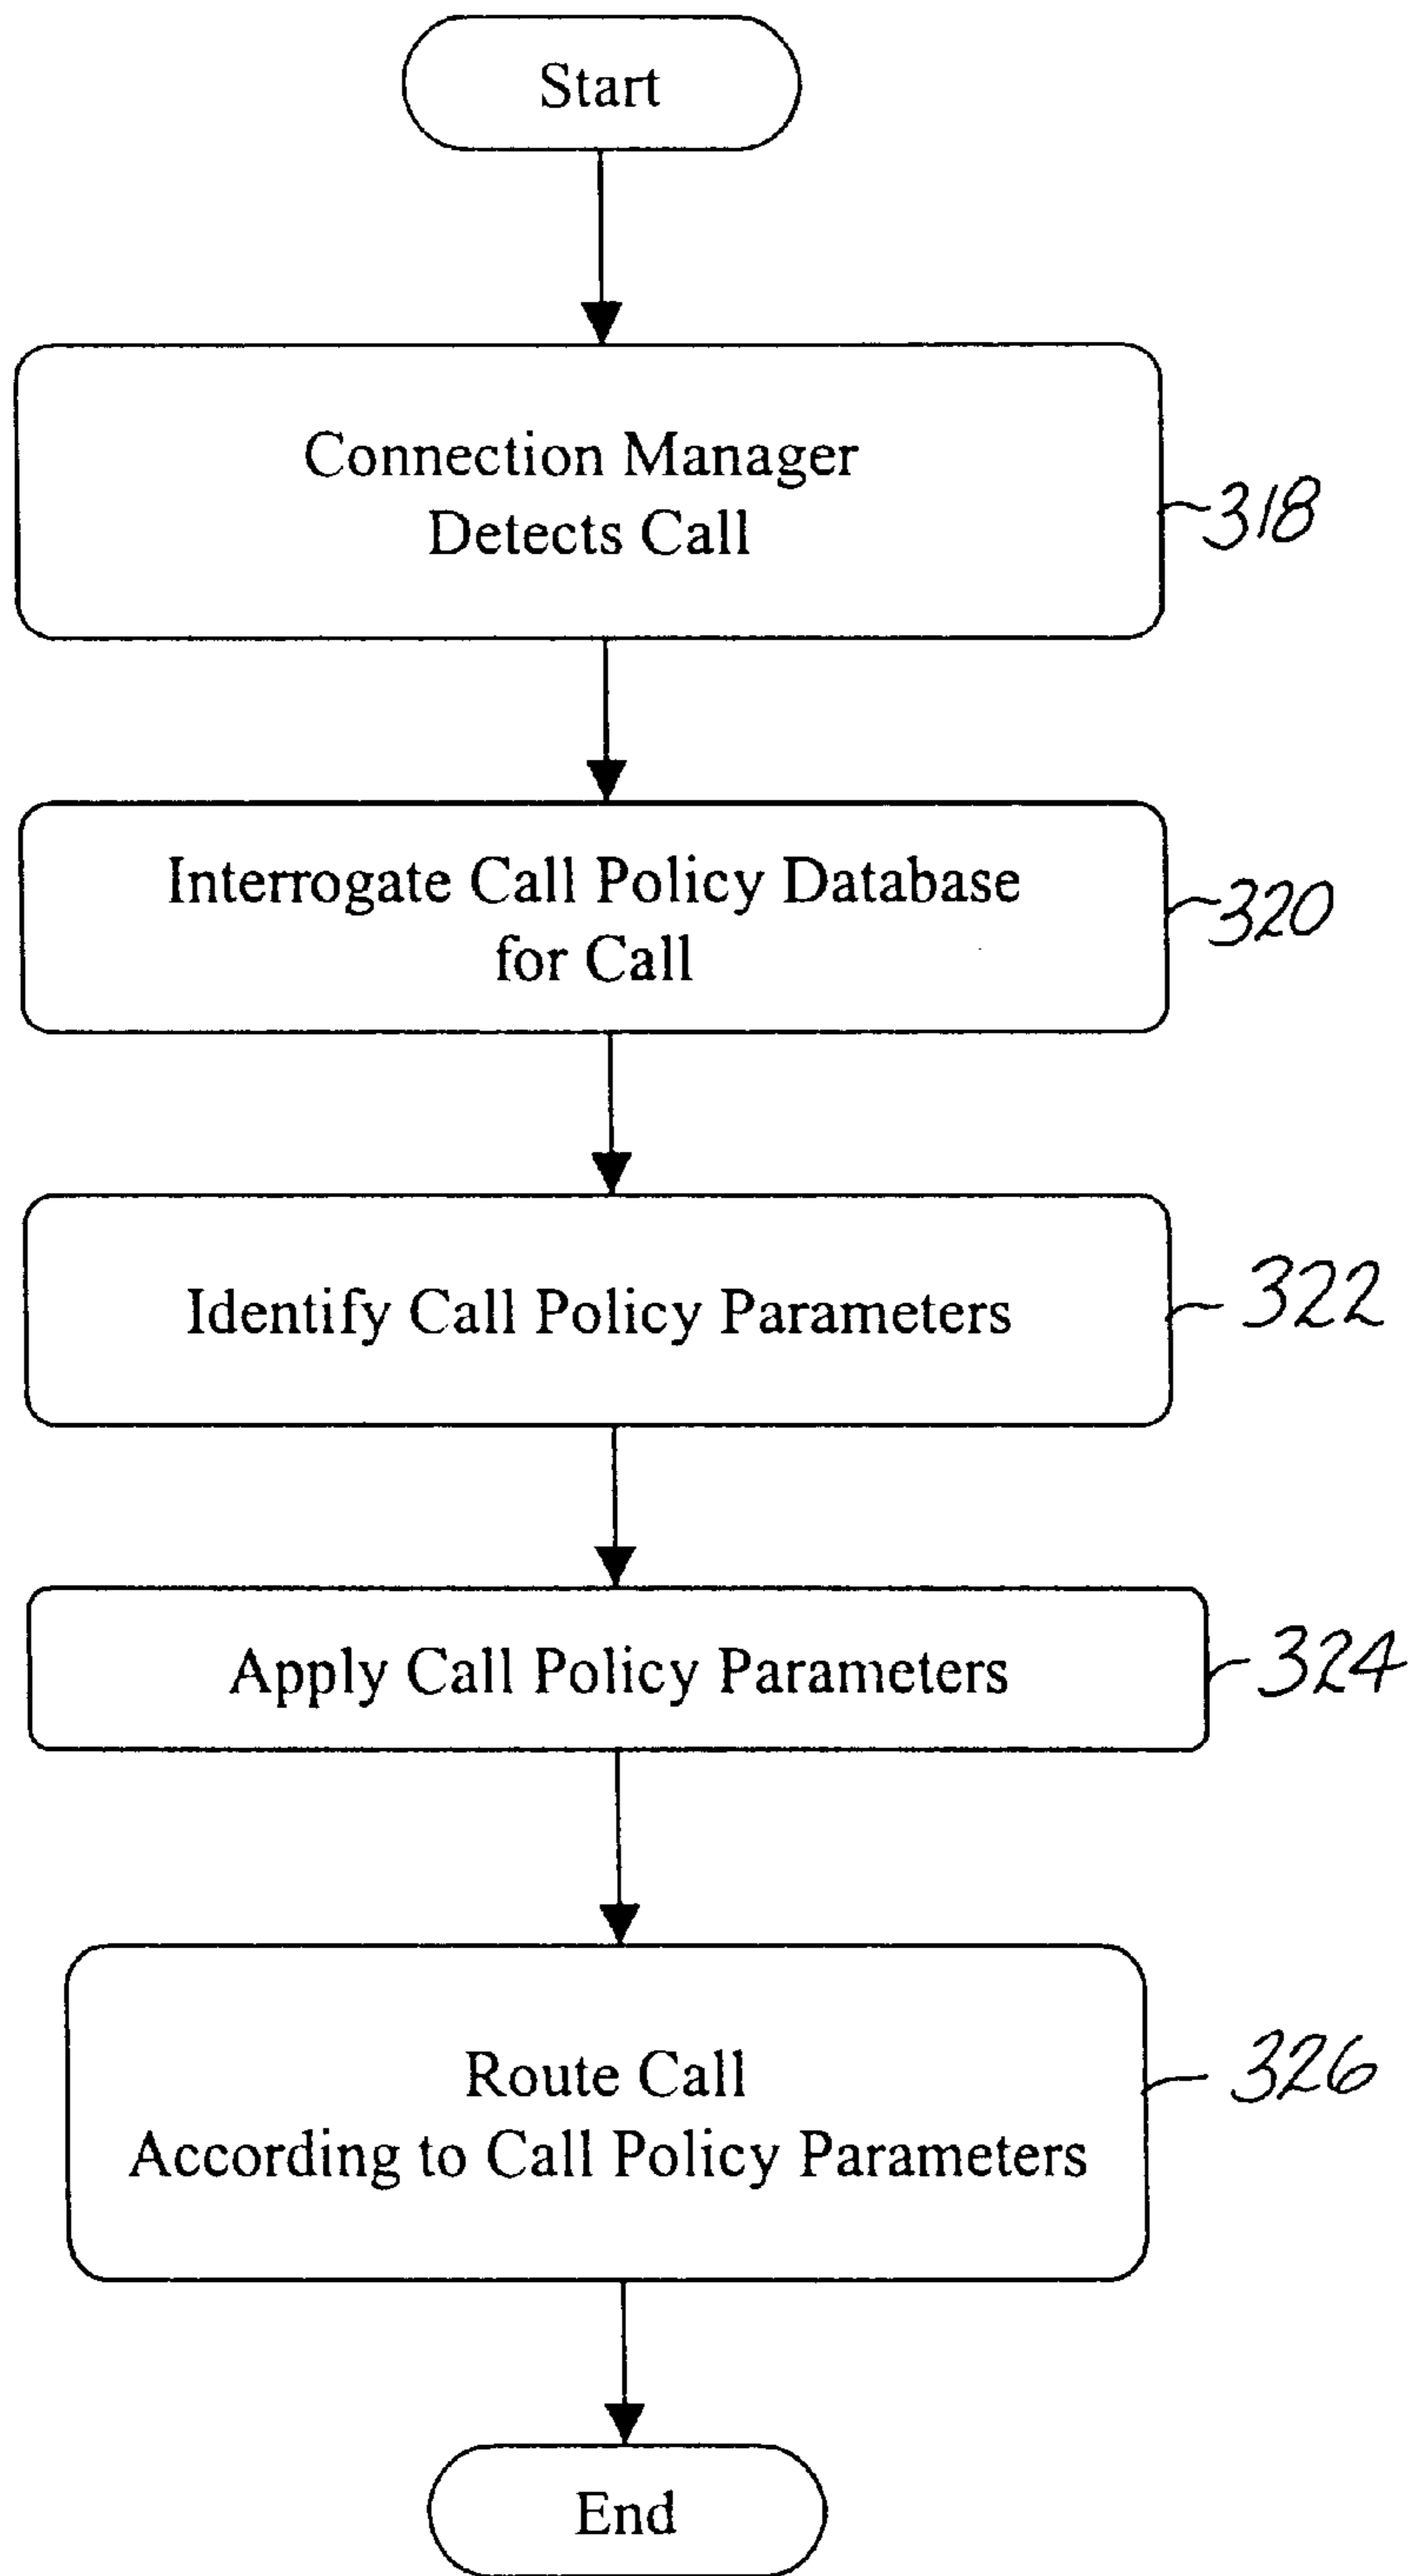 Start
Connection Manager
Detects Call
318
Interrogate Call Policy Database
for Call
320
Identify Call Policy Parameters
322
Apply Call Policy Parameters
324
Route Call
According to Call Policy Parameters
326
End